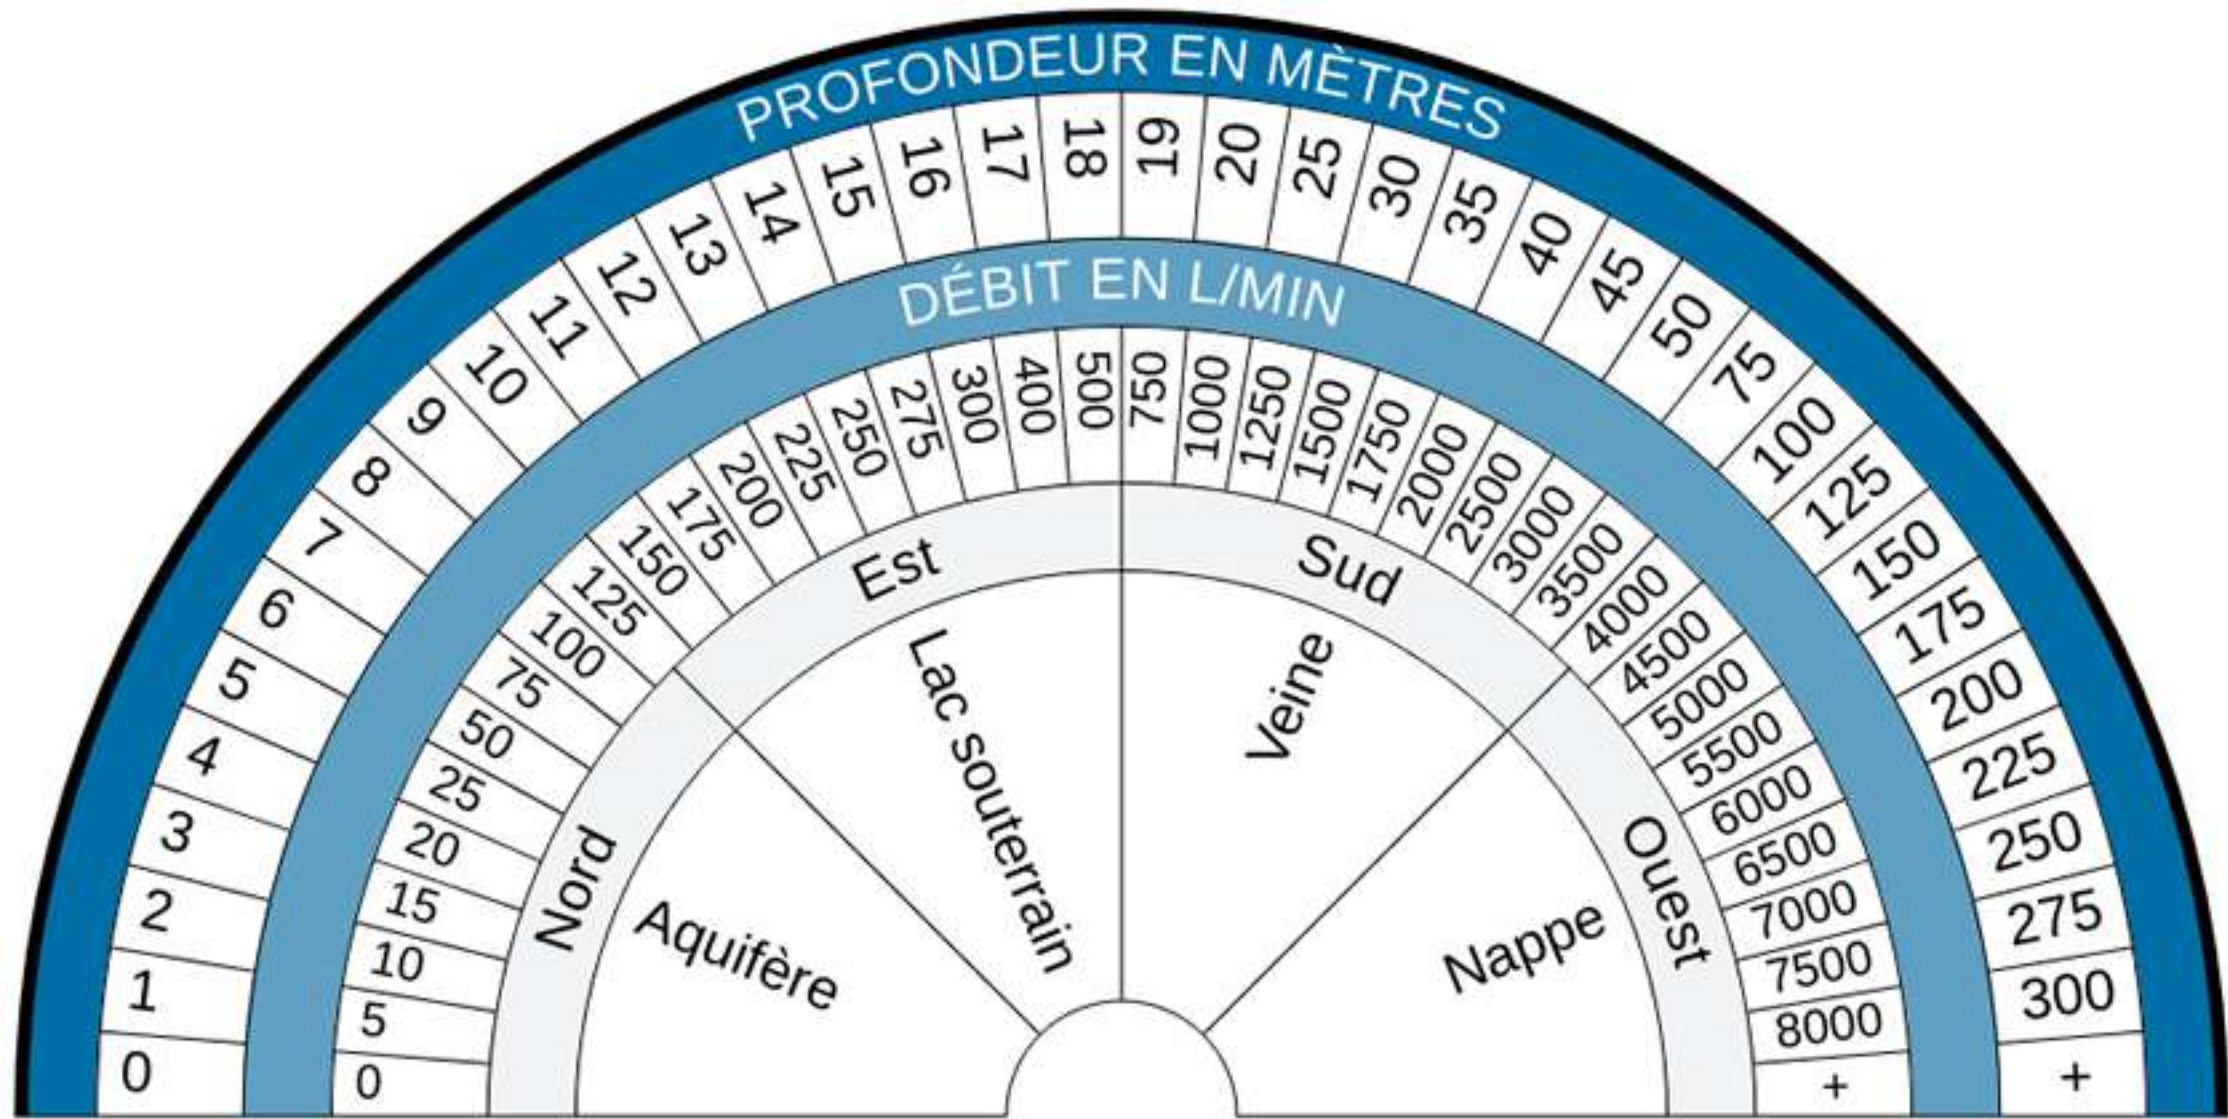 PROFONDEUR EN MÈTRES
0 1 2 3 4 5 6 7 8 9 10 11 12 13 14 15 16 17 18 19 20 25 30 35 40 45 50 75 100 125 150 175 200 225 250 275 300 +
DÉBIT EN L/MIN
0 5 10 15 20 25 50 75 100 125 150 175 200 225 250 275 300 400 500 750 1000 1250 1500 1750 2000 2500 3000 3500 4000 4500 5000 5500 6000 6500 7000 7500 8000 +
Nord Est Sud Ouest
Aquifère
Lac souterrain
Veine
Nappe